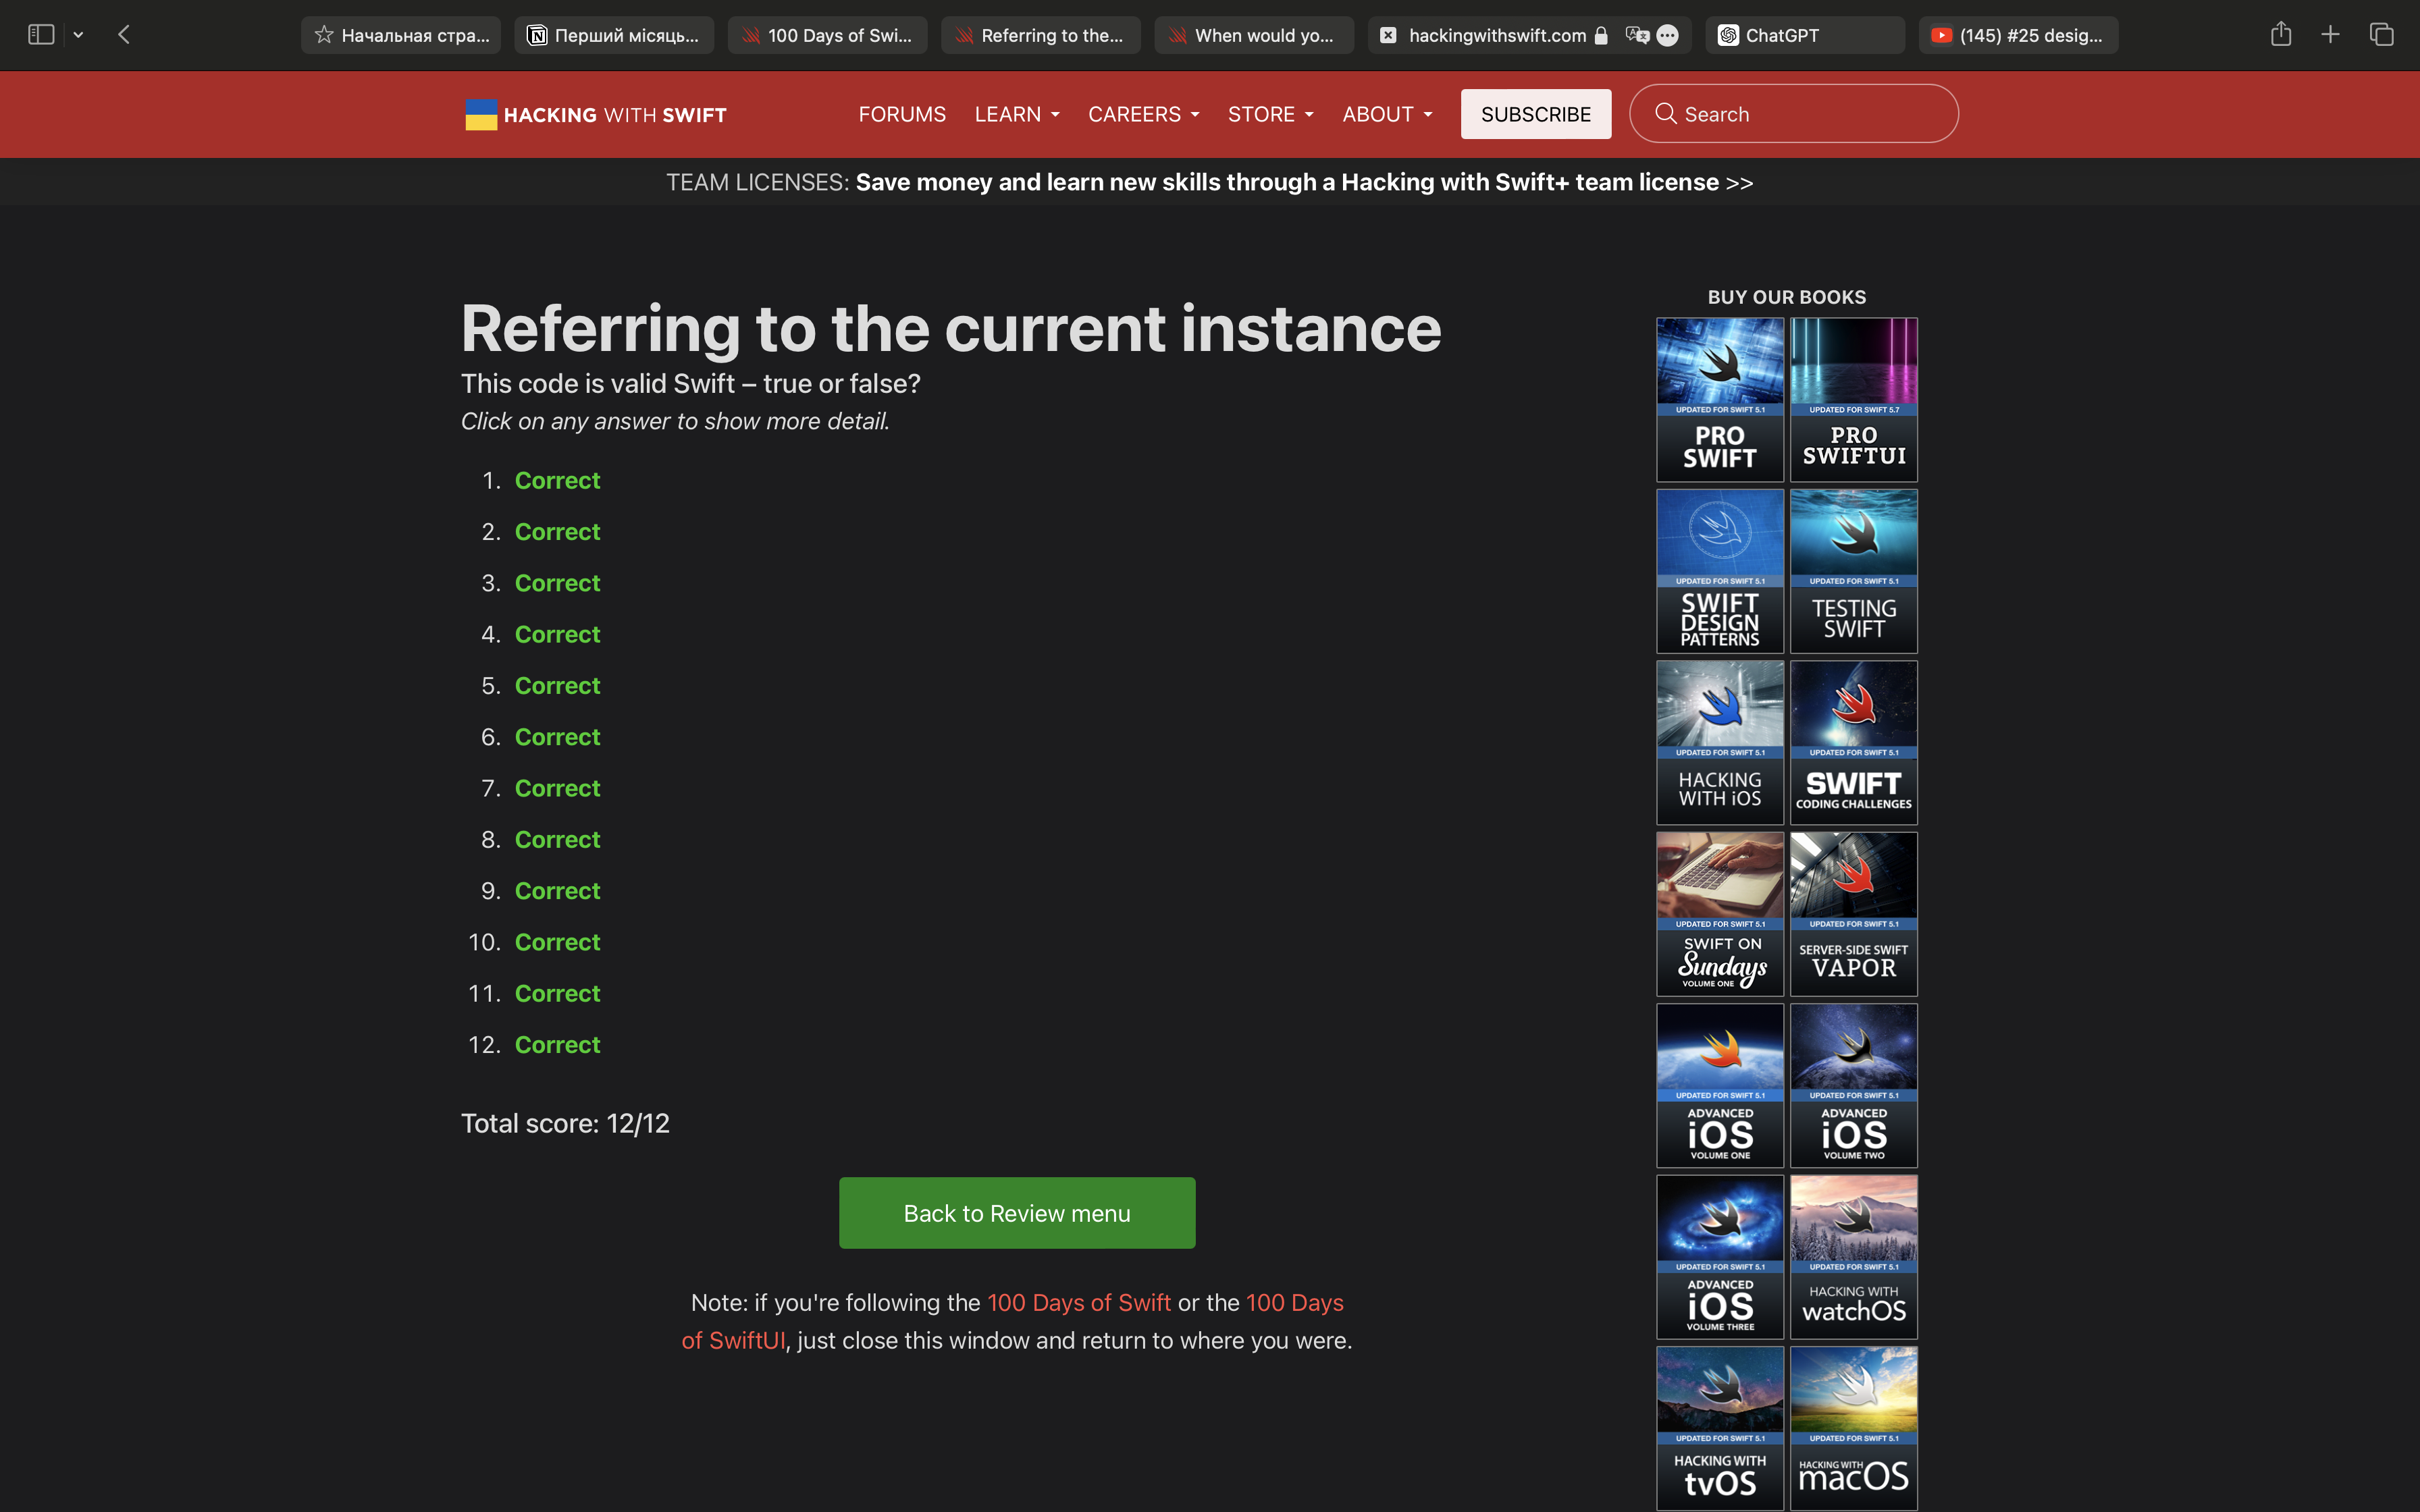 Начальная стра...
Перший місяць...
100 Days of Swi...
Referring to the...
When would yo...
hackingwithswift.com
ChatGPT
(145) #25 desig...
HACKING WITH SWIFT
FORUMS
LEARN
CAREERS
STORE
ABOUT
SUBSCRIBE
Search
TEAM LICENSES: Save money and learn new skills through a Hacking with Swift+ team license >>
Referring to the current instance
This code is valid Swift – true or false?
Click on any answer to show more detail.
1. Correct
2. Correct
3. Correct
4. Correct
5. Correct
6. Correct
7. Correct
8. Correct
9. Correct
10. Correct
11. Correct
12. Correct
Total score: 12/12
Back to Review menu
Note: if you're following the 100 Days of Swift or the 100 Days
of SwiftUI, just close this window and return to where you were.
BUY OUR BOOKS
UPDATED FOR SWIFT 5.1
PRO
SWIFT
UPDATED FOR SWIFT 5.7
PRO
SWIFTUI
UPDATED FOR SWIFT 5.1
SWIFT
DESIGN
PATTERNS
UPDATED FOR SWIFT 5.1
TESTING
SWIFT
UPDATED FOR SWIFT 5.1
HACKING
WITH iOS
UPDATED FOR SWIFT 5.1
SWIFT
CODING CHALLENGES
UPDATED FOR SWIFT 5.1
SWIFT ON
Sundays
VOLUME ONE
UPDATED FOR SWIFT 5.1
SERVER-SIDE SWIFT
VAPOR
UPDATED FOR SWIFT 5.1
ADVANCED
iOS
VOLUME ONE
UPDATED FOR SWIFT 5.1
ADVANCED
iOS
VOLUME TWO
UPDATED FOR SWIFT 5.1
ADVANCED
iOS
VOLUME THREE
UPDATED FOR SWIFT 5.1
HACKING WITH
watchOS
UPDATED FOR SWIFT 5.1
HACKING WITH
tvOS
UPDATED FOR SWIFT 5.1
HACKING WITH
macOS